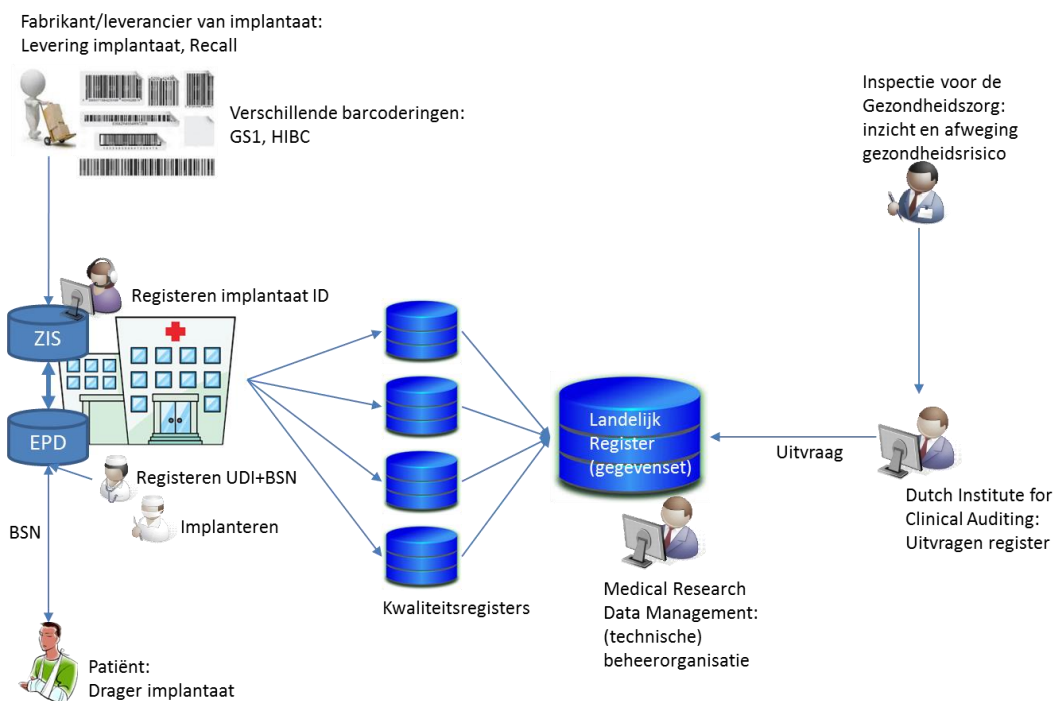 Fabrikant/leverancier van implantaat:
Levering implantaat, Recall
Verschillende barcoderingen:
GS1, HIBC
Inspectie voor de
Gezondheidszorg:
inzicht en afweging
gezondheidsrisico
Registeren implantaat ID
ZIS
EPD
Registeren UDI+BSN
Implanteren
BSN
Patiënt:
Drager implantaat
Kwaliteitsregisters
Landelijk
Register
(gegevenset)
Medical Research
Data Management:
(technische)
beheerorganisatie
Uitvraag
Dutch Institute for
Clinical Auditing:
Uitvragen register